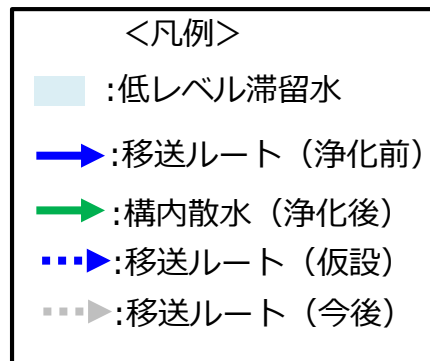 ＜凡例＞
:低レベル滞留水
:移送ルート（浄化前）
:構内散水（浄化後）
:移送ルート（仮設）
:移送ルート（今後）